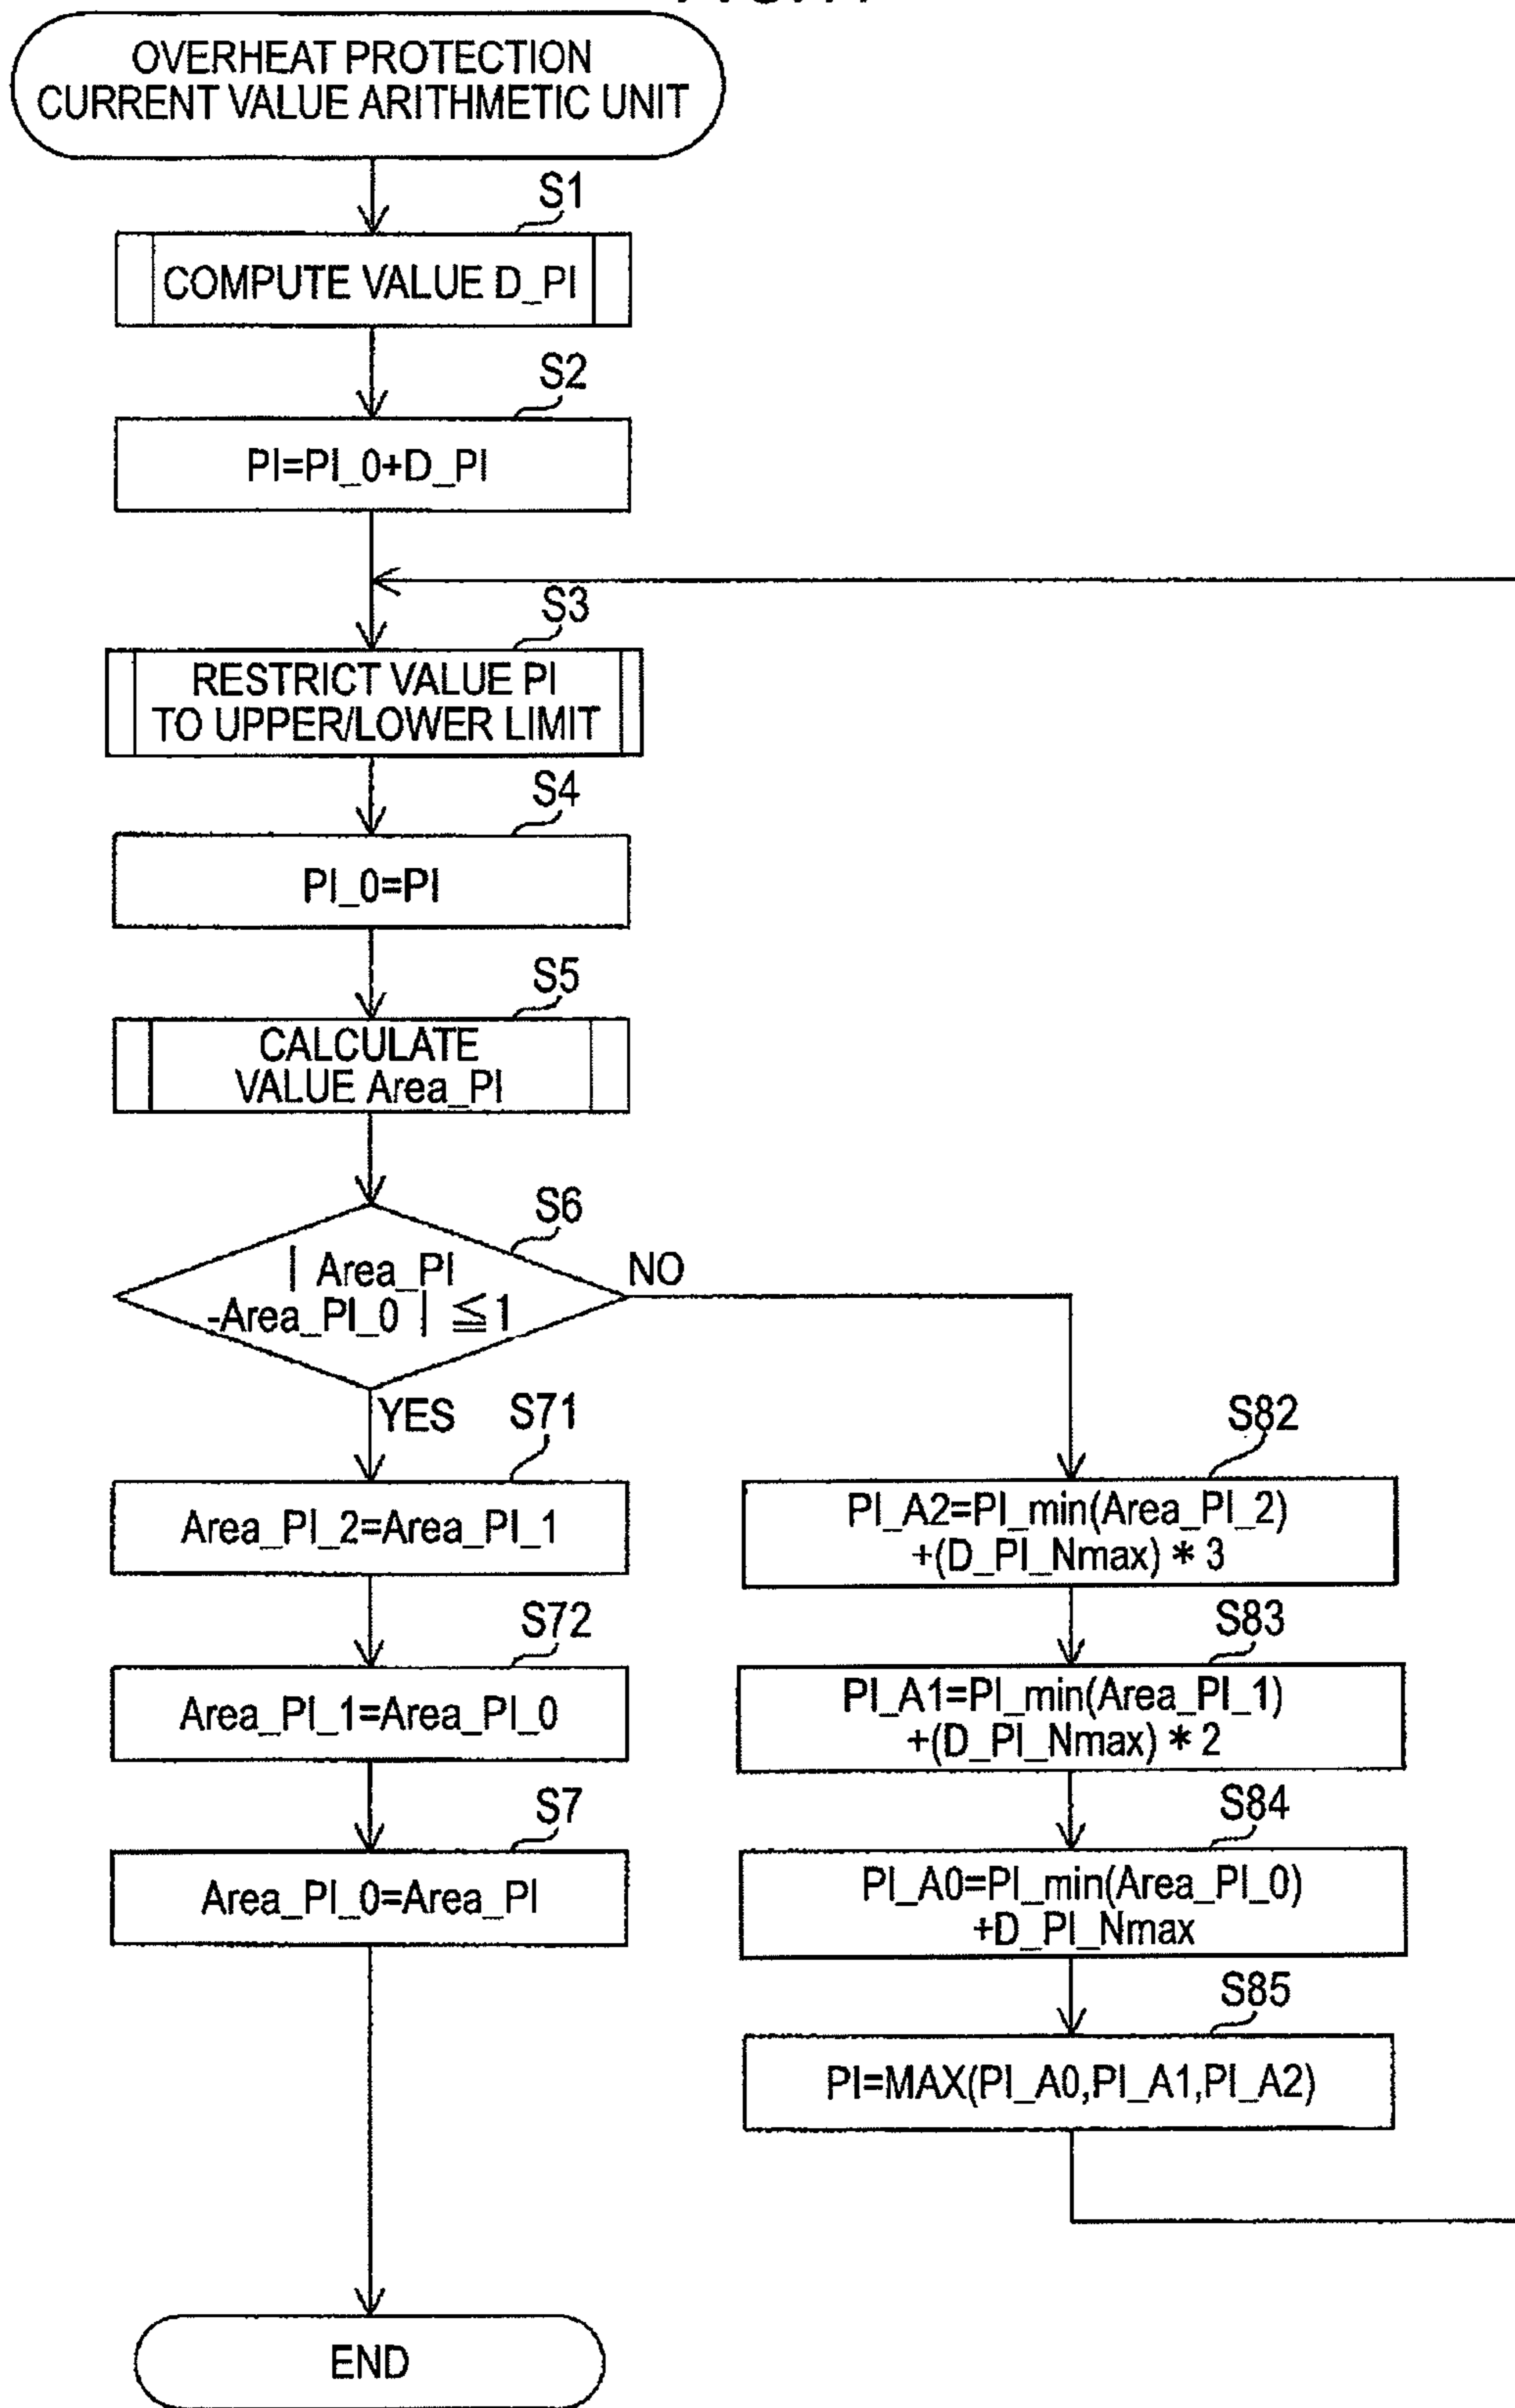 OVERHEAT PROTECTION
CURRENT VALUE ARITHMETIC UNIT
S1
COMPUTE VALUE D_PI
S2
PI=PI_0+D_PI
S3
RESTRICT VALUE PI
TO UPPER/LOWER LIMIT
S4
PI_0=PI
S5
CALCULATE
VALUE Area_PI
S6
| Area_PI
-Area_PI_0 | ≦1
NO
YES
S71
Area_PI_2=Area_PI_1
S72
Area_PI_1=Area_PI_0
S7
Area_PI_0=Area_PI
S82
PI_A2=PI_min(Area_PI_2)
+(D_PI_Nmax) * 3
S83
PI_A1=PI_min(Area_PI_1)
+(D_PI_Nmax) * 2
S84
PI_A0=PI_min(Area_PI_0)
+D_PI_Nmax
S85
PI=MAX(PI_A0,PI_A1,PI_A2)
END